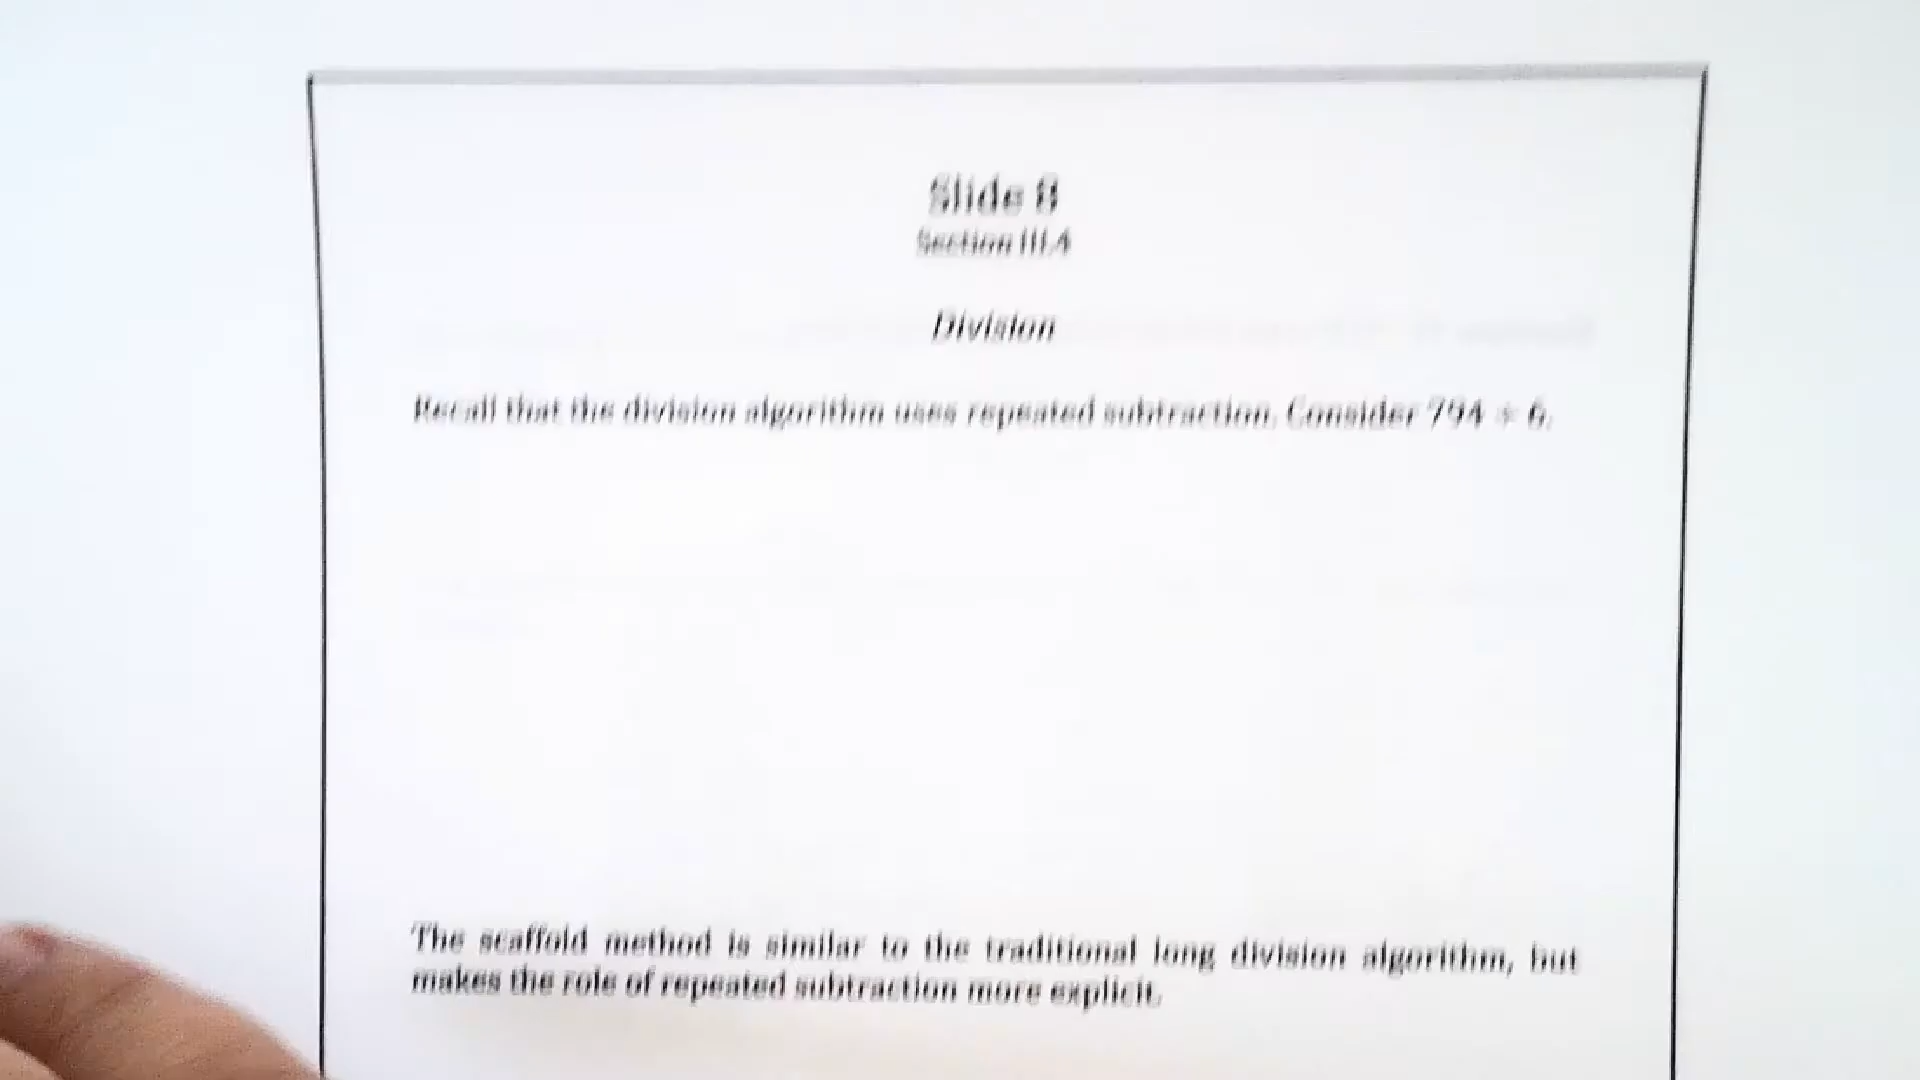 Slide 8
Section III.4
Division
Recall that the division algorithm uses repeated subtraction. Consider 794 ÷ 6.
The scaffold method is similar to the traditional long division algorithm, but
makes the role of repeated subtraction more explicit.